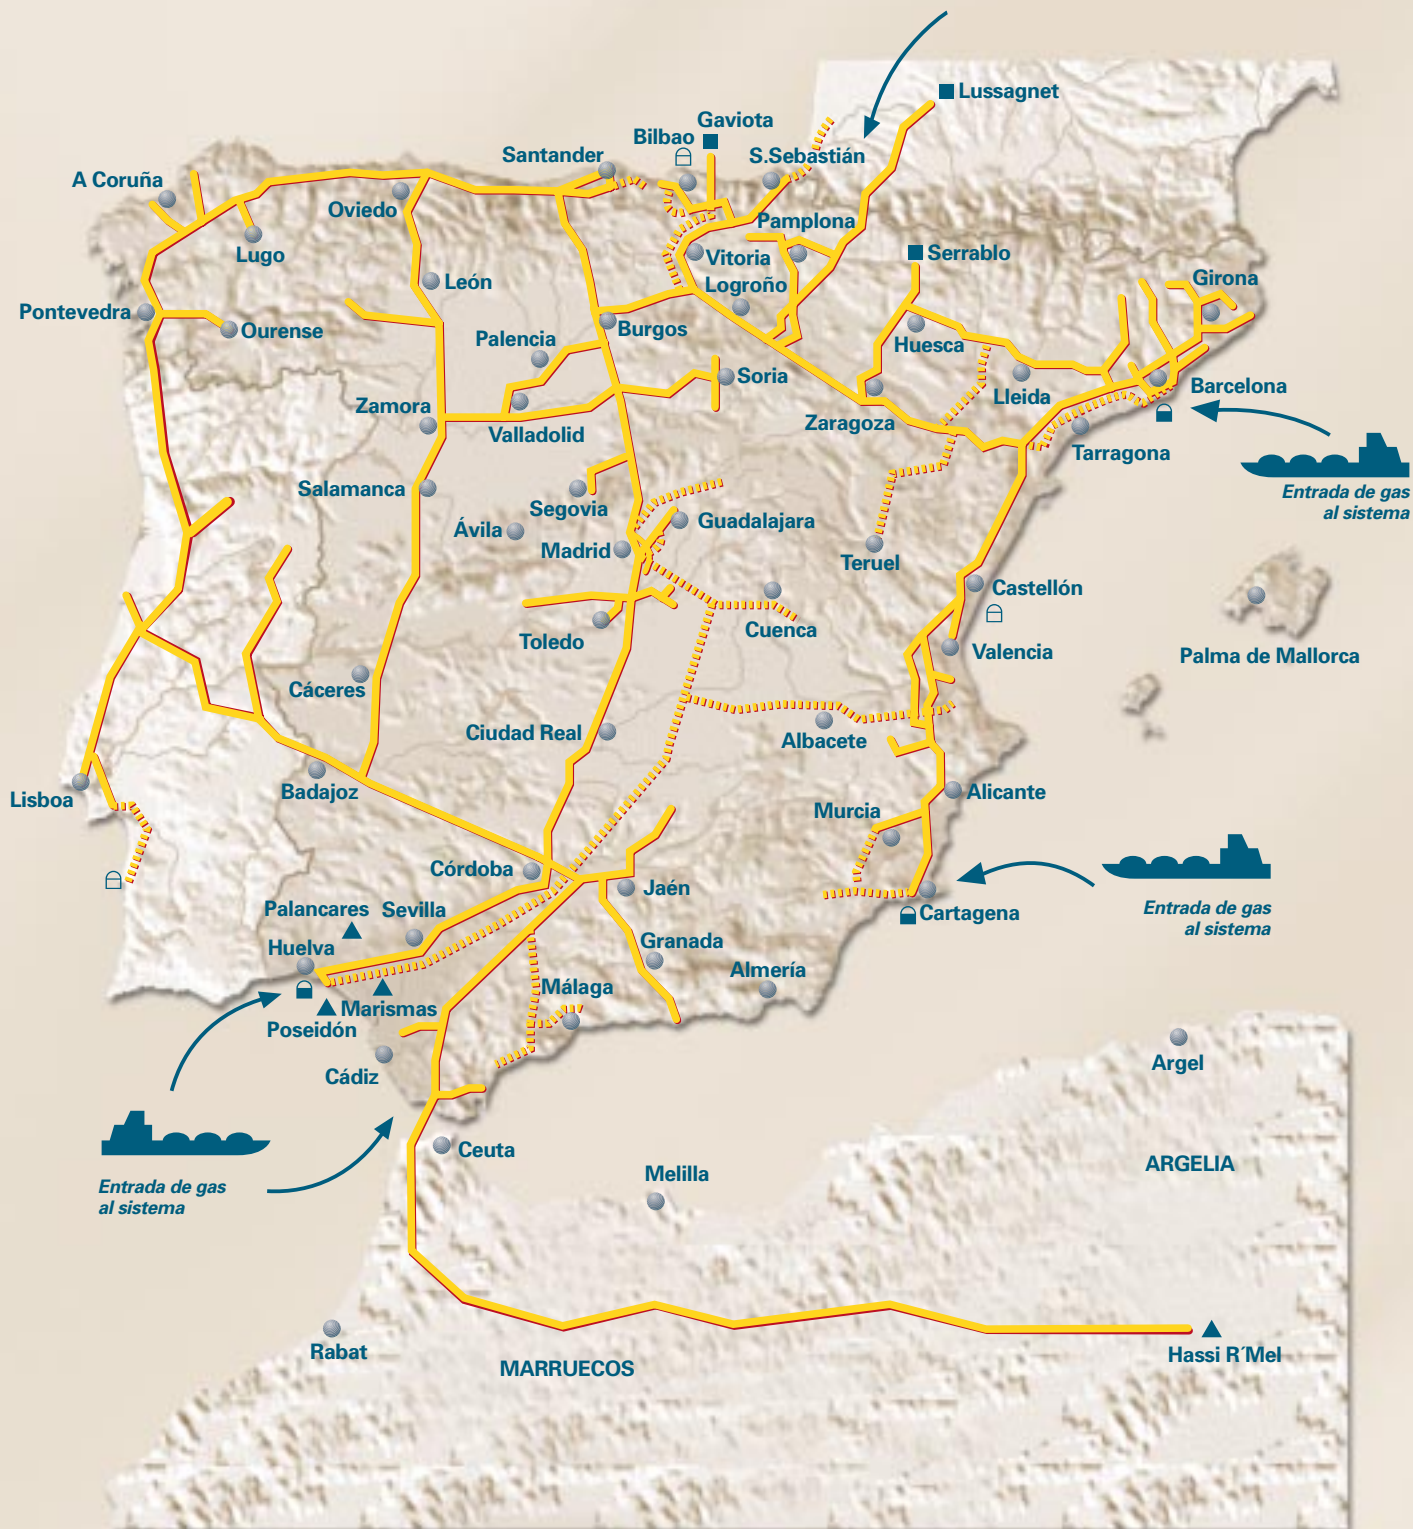 Lussagnet
Gaviota
Bilbao
Santander
S.Sebastián
A Coruña
Oviedo
Pamplona
Lugo
Vitoria
Serrablo
León
Logroño
Girona
Pontevedra
Ourense
Burgos
Palencia
Huesca
Soria
Barcelona
Zamora
Lleida
Zaragoza
Valladolid
Tarragona
Salamanca
Entrada de gas
al sistema
Segovia
Guadalajara
Ávila
Madrid
Teruel
Castellón
Cuenca
Toledo
Valencia
Palma de Mallorca
Cáceres
Ciudad Real
Albacete
Badajoz
Alicante
Lisboa
Murcia
Córdoba
Jaén
Palancares
Sevilla
Cartagena
Entrada de gas
al sistema
Huelva
Granada
Almería
Málaga
Marismas
Poseidón
Cádiz
Argel
Ceuta
ARGELIA
Melilla
Entrada de gas
al sistema
Rabat
MARRUECOS
Hassi R´Mel